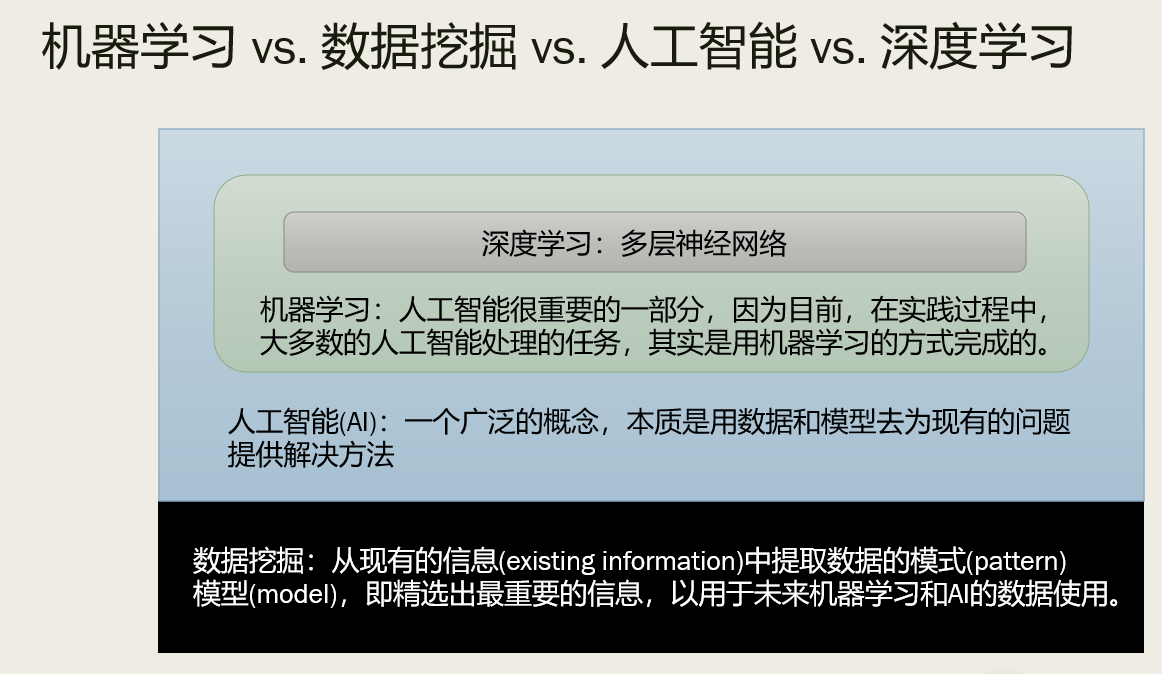 机器学习 vs. 数据挖掘 vs. 人工智能 vs. 深度学习
深度学习：多层神经网络
机器学习：人工智能很重要的一部分，因为目前，在实践过程中，
大多数的人工智能处理的任务，其实是用机器学习的方式完成的。
人工智能(AI)：一个广泛的概念，本质是用数据和模型去为现有的问题
提供解决方法
数据挖掘：从现有的信息(existing information)中提取数据的模式(pattern)
模型(model)，即精选出最重要的信息，以用于未来机器学习和AI的数据使用。